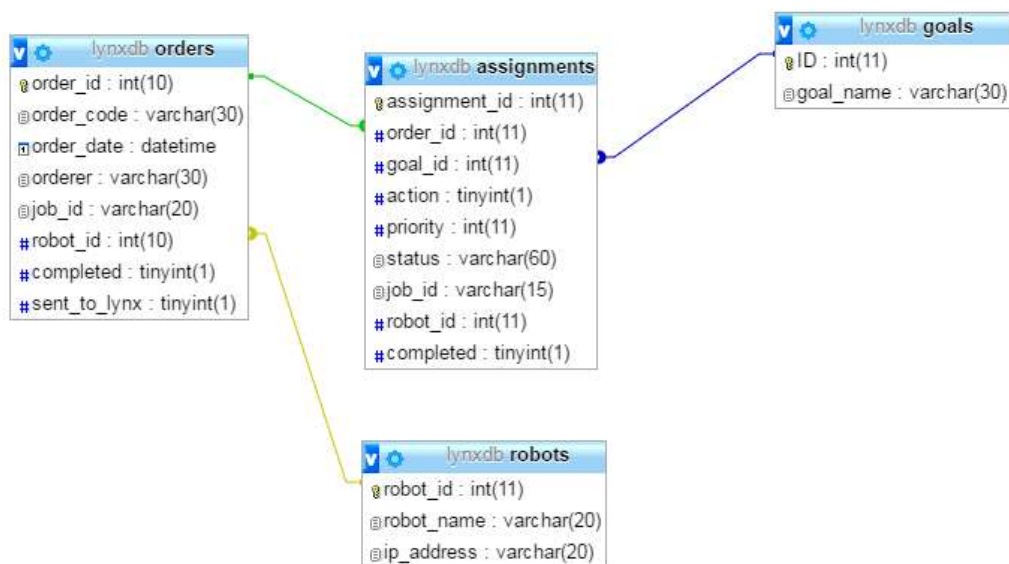 lynxdb orders
order_id : int(10)
order_code : varchar(30)
order_date : datetime
orderer : varchar(30)
job_id : varchar(20)
robot_id : int(10)
completed : tinyint(1)
sent_to_lynx : tinyint(1)
lynxdb assignments
assignment_id : int(11)
order_id : int(11)
goal_id : int(11)
action : tinyint(1)
priority : int(11)
status : varchar(60)
job_id : varchar(15)
robot_id : int(11)
completed : tinyint(1)
lynxdb goals
ID : int(11)
goal_name : varchar(30)
lynxdb robots
robot_id : int(11)
robot_name : varchar(20)
ip_address : varchar(20)